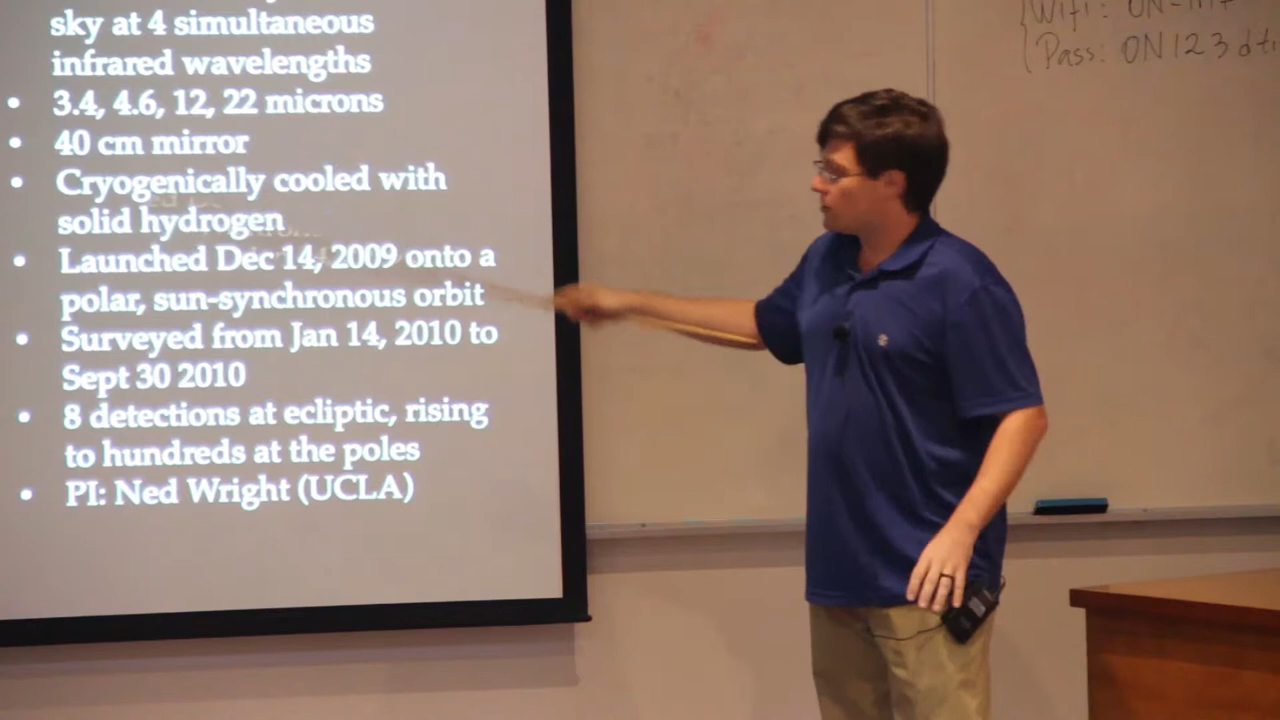 sky at 4 simultaneous
infrared wavelengths
• 3.4, 4.6, 12, 22 microns
• 40 cm mirror
• Cryogenically cooled with
solid hydrogen
• Launched Dec 14, 2009 onto a
polar, sun-synchronous orbit
• Surveyed from Jan 14, 2010 to
Sept 30 2010
• 8 detections at ecliptic, rising
to hundreds at the poles
• PI: Ned Wright (UCLA)
Wifi:
Pass: ON123